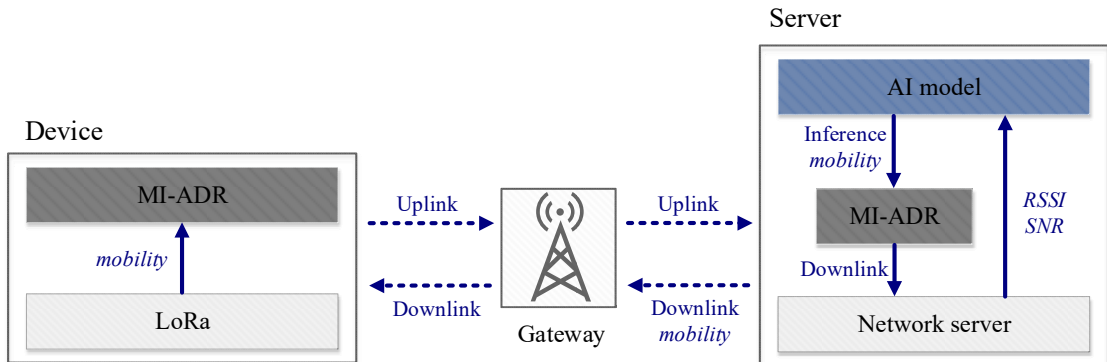 Server
AI model
Inference
mobility
RSSI
SNR
MI-ADR
Downlink
Network server
Device
MI-ADR
mobility
LoRa
Uplink
Downlink
Gateway
Uplink
Downlink
mobility